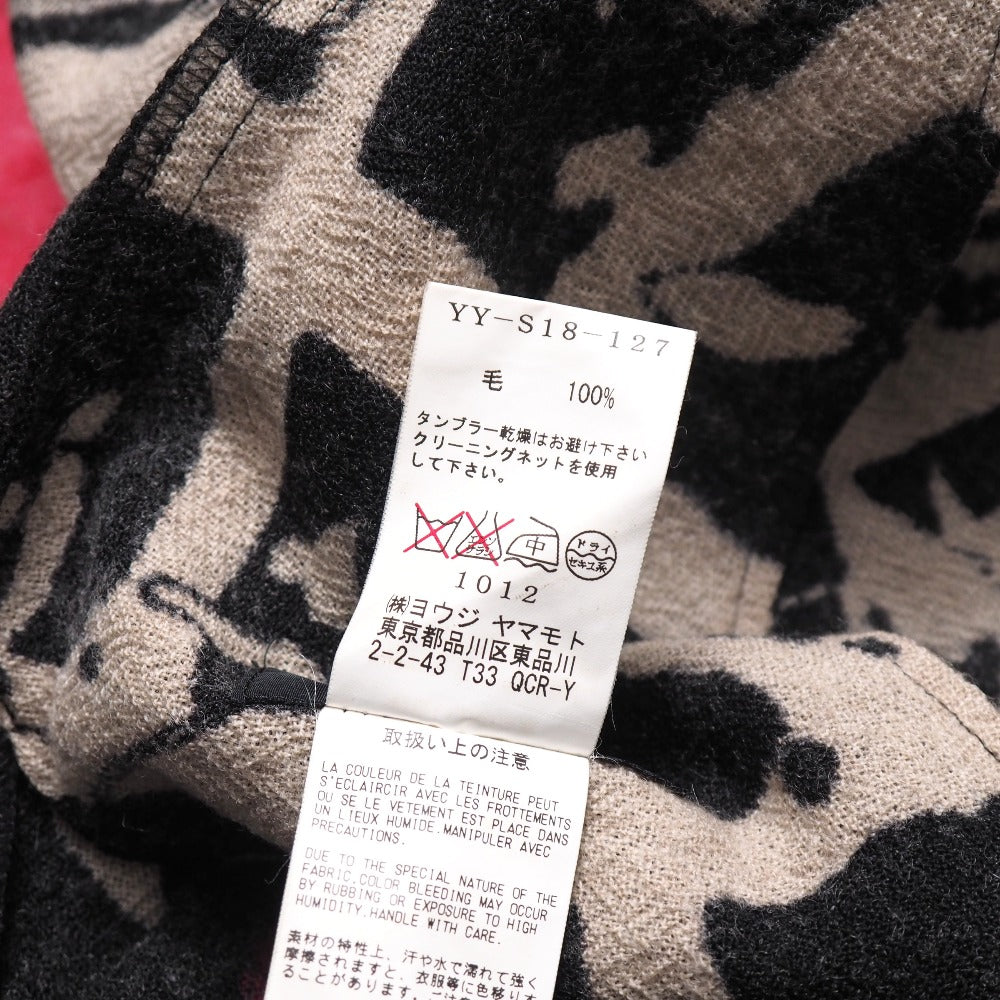 YY-S18-127
毛 100%
タンブラー乾燥はお避け下さい
クリーニングネットを使用
して下さい。
エンソ
サラシ
中
ドライ
セキユ系
1012
㈱ヨウジ ヤマモト
東京都品川区東品川
2-2-43 T33 QCR-Y
取扱い上の注意
LA COULEUR DE LA TEINTURE PEUT
S'ECLAIRCIR AVEC LES FROTTEMENTS
OU SE LE VETEMENT EST PLACE DANS
UN LIEUX HUMIDE.MANIPULER AVEC
PRECAUTIONS.
DUE TO THE SPECIAL NATURE OF THE
FABRIC,COLOR BLEEDING MAY OCCUR
BY RUBBING OR EXPOSURE TO HIGH
HUMIDITY.HANDLE WITH CARE.
素材の特性上、汗や水で濡れて強く
摩擦されますと、衣服等に色移りす
ることがあります。